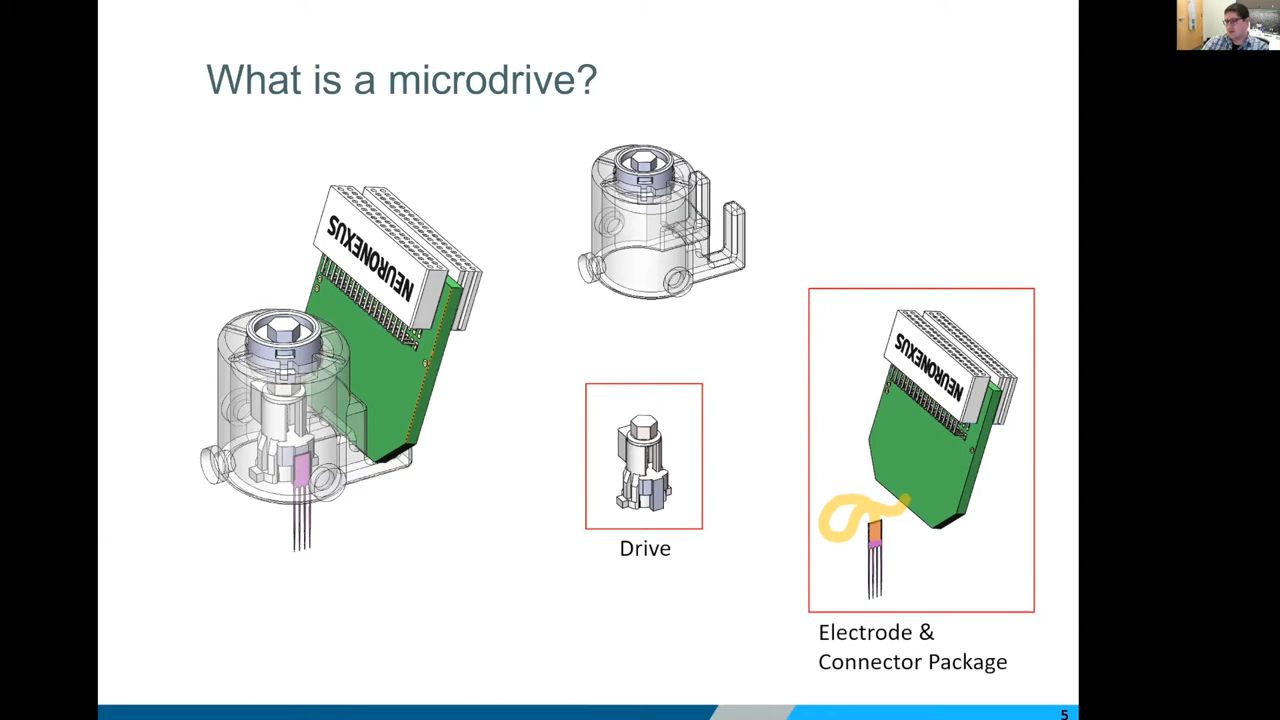 What is a microdrive?
NEURONEXUS
NEURONEXUS
Drive
Electrode &
Connector Package
5